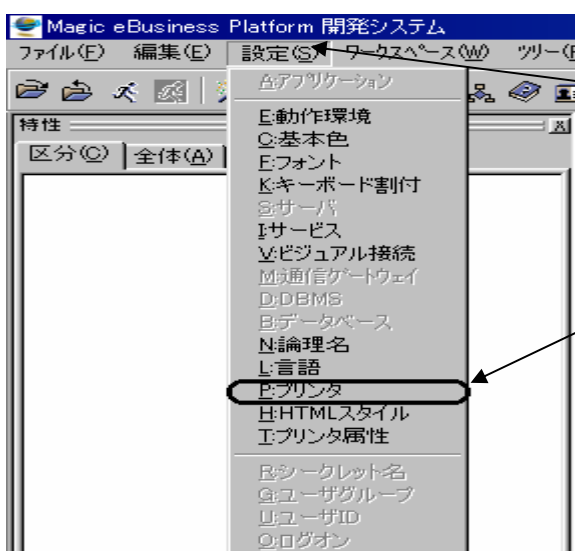 Magic eBusiness Platform 開発システム
ファイル(F) 編集(E) 設定(S) ワークスペース(W) ツリー(
A:アプリケーション
特性
区分(C) 全体(A)
E:動作環境
C:基本色
F:フォント
K:キーボード割付
S:サーバ
I:サービス
V:ビジュアル接続
M:通信ゲートウェイ
D:DBMS
B:データベース
N:論理名
L:言語
P:プリンタ
H:HTMLスタイル
T:プリンタ属性
R:シークレット名
G:ユーザグループ
U:ユーザID
O:ログオン